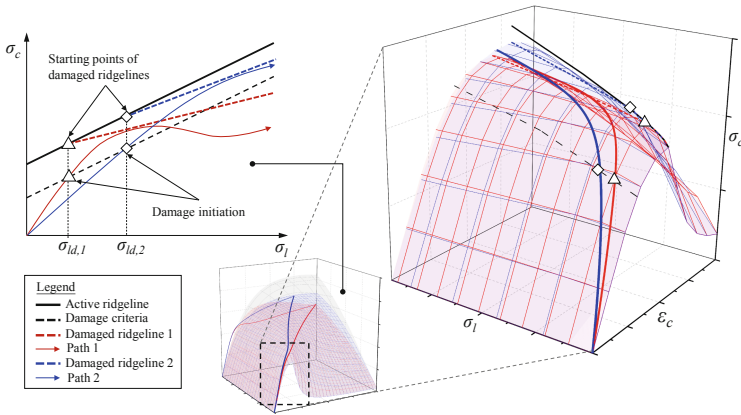 σc
Starting points of
damaged ridgelines
Damage initiation
σld,1
σld,2
σl
Legend
Active ridgeline
Damage criteria
Damaged ridgeline 1
Path 1
Damaged ridgeline 2
Path 2
σc
σl
εc